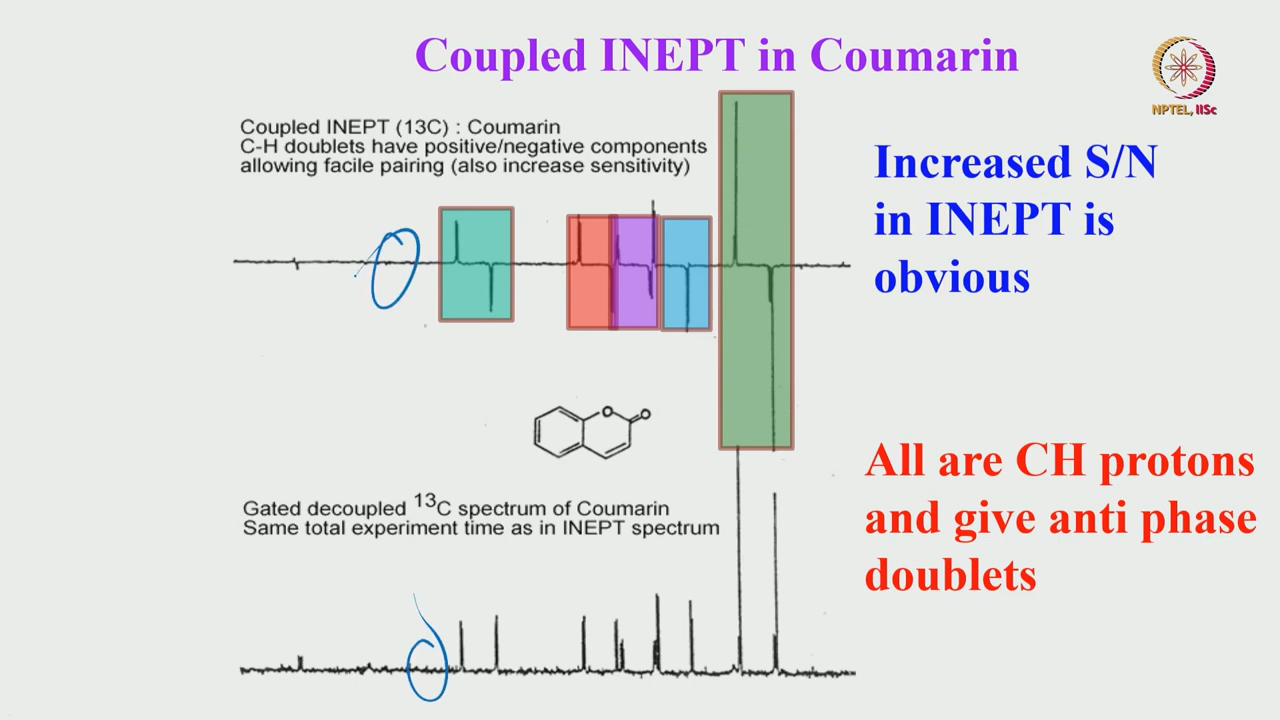 Coupled INEPT in Coumarin
NPTEL, IISc
Coupled INEPT (13C) : Coumarin
C-H doublets have positive/negative components
allowing facile pairing (also increase sensitivity)
Increased S/N
in INEPT is
obvious
O
O
Gated decoupled 13C spectrum of Coumarin
Same total experiment time as in INEPT spectrum
All are CH protons
and give anti phase
doublets